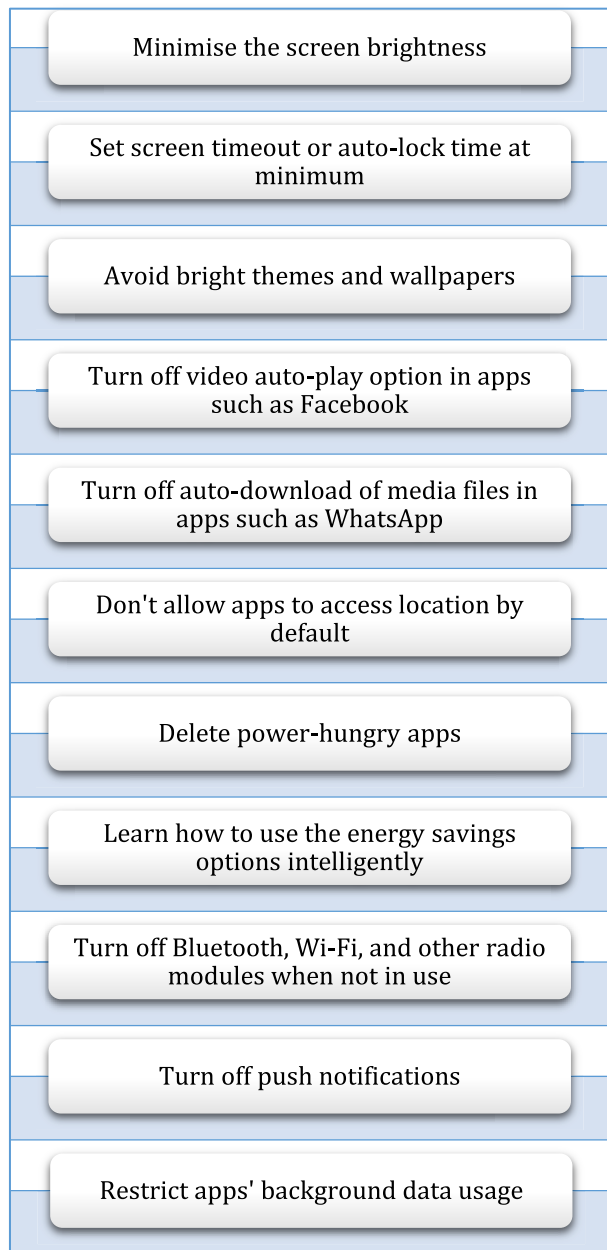 Minimise the screen brightness
Set screen timeout or auto-lock time at
minimum
Avoid bright themes and wallpapers
Turn off video auto-play option in apps
such as Facebook
Turn off auto-download of media files in
apps such as WhatsApp
Don't allow apps to access location by
default
Delete power-hungry apps
Learn how to use the energy savings
options intelligently
Turn off Bluetooth, Wi-Fi, and other radio
modules when not in use
Turn off push notifications
Restrict apps' background data usage